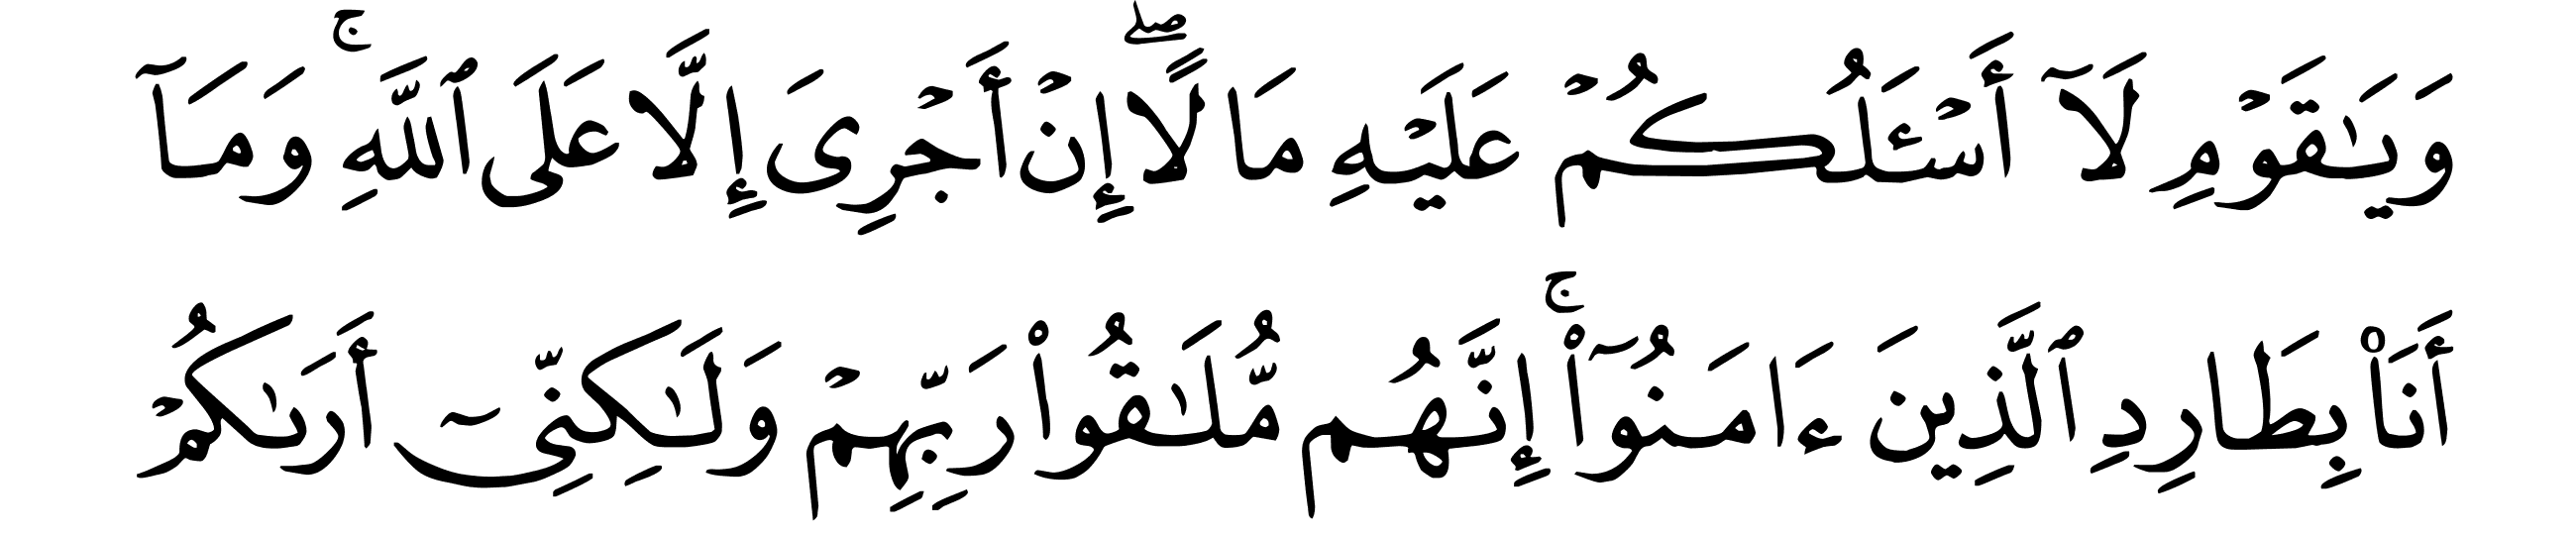 وَيَـٰقَوْمِ لَآ أَسْـَٔلُكُمْ عَلَيْهِ مَالًا ۖ إِنْ أَجْرِىَ إِلَّا عَلَى ٱللَّهِ ۚ وَمَآ
أَنَا۠ بِطَارِدِ ٱلَّذِينَ ءَامَنُوٓا۟ ۚ إِنَّهُم مُّلَـٰقُوا۟ رَبِّهِمْ وَلَـٰكِنِّىٓ أَرَىٰكُمْ